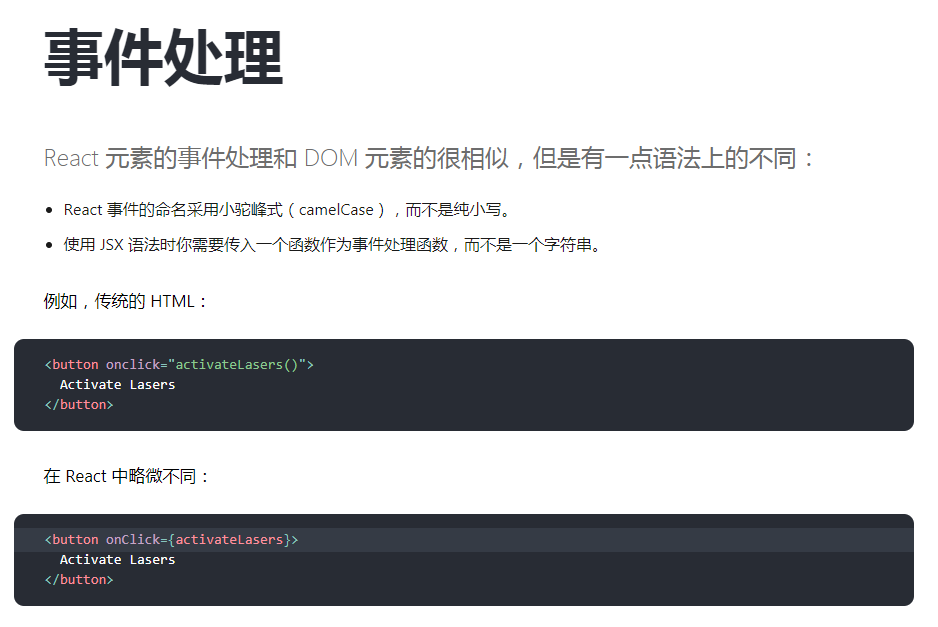 事件处理
React 元素的事件处理和 DOM 元素的很相似，但是有一点语法上的不同：
• React 事件的命名采用小驼峰式（camelCase），而不是纯小写。
• 使用 JSX 语法时你需要传入一个函数作为事件处理函数，而不是一个字符串。
例如，传统的 HTML：
<button onclick="activateLasers()">
  Activate Lasers
</button>
在 React 中略微不同：
<button onClick={activateLasers}>
  Activate Lasers
</button>